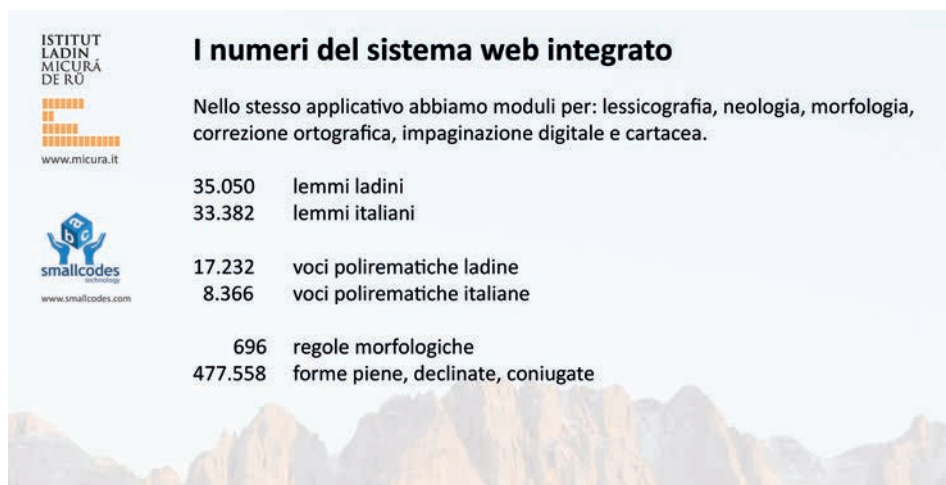 ISTITUT
LADIN
MICURÁ
DE RÜ
www.micura.it
abc
smallcodes
technology
www.smallcodes.com
I numeri del sistema web integrato
Nello stesso applicativo abbiamo moduli per: lessicografia, neologia, morfologia,
correzione ortografica, impaginazione digitale e cartacea.
35.050 lemmi ladini
33.382 lemmi italiani
17.232 voci polirematiche ladine
8.366 voci polirematiche italiane
696 regole morfologiche
477.558 forme piene, declinate, coniugate